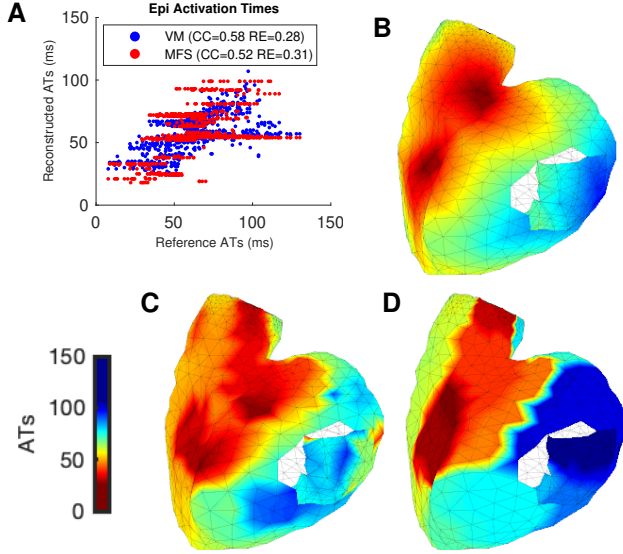 A
Epi Activation Times
150
100
50
0
0
50
100
150
Reconstructed ATs (ms)
Reference ATs (ms)
VM (CC=0.58 RE=0.28)
MFS (CC=0.52 RE=0.31)
B
C
D
150
100
50
0
ATs